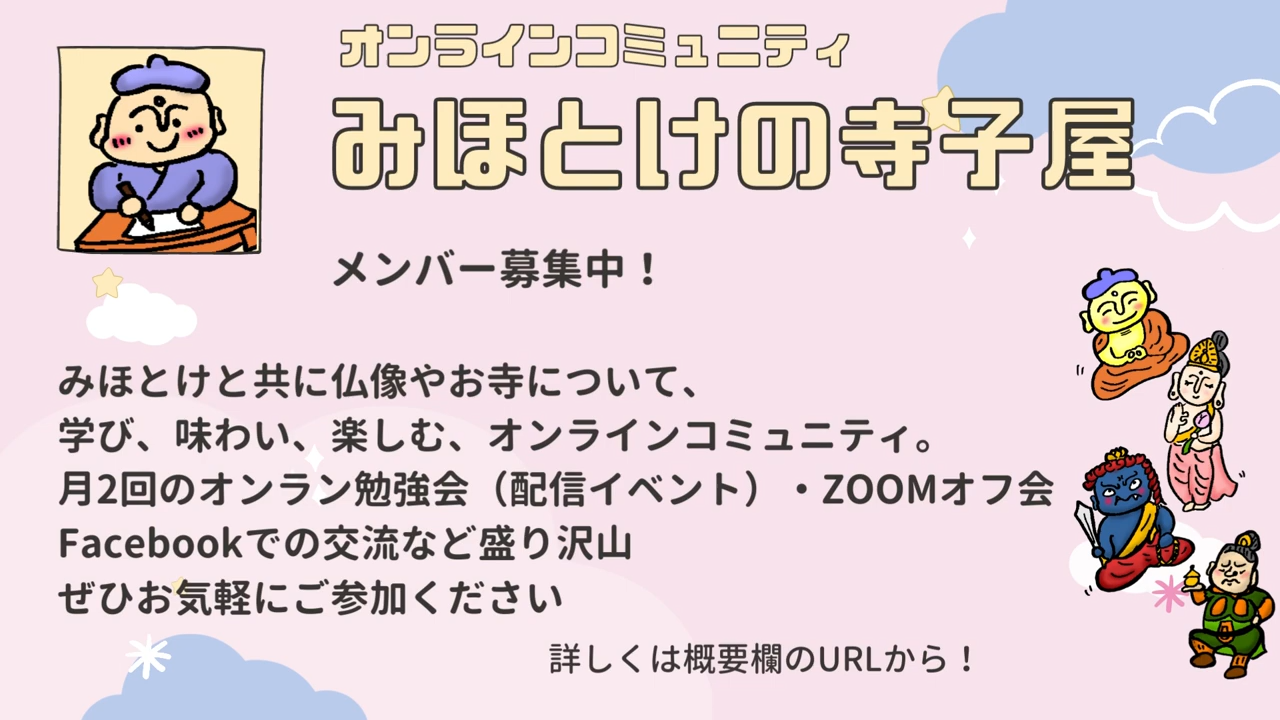 オンラインコミュニティ
みほとけの寺子屋
メンバー募集中！
みほとけと共に仏像やお寺について、
学び、味わい、楽しむ、オンラインコミュニティ。
月2回のオンラン勉強会（配信イベント）・ZOOMオフ会
Facebookでの交流など盛り沢山
ぜひお気軽にご参加ください
詳しくは概要欄のURLから！